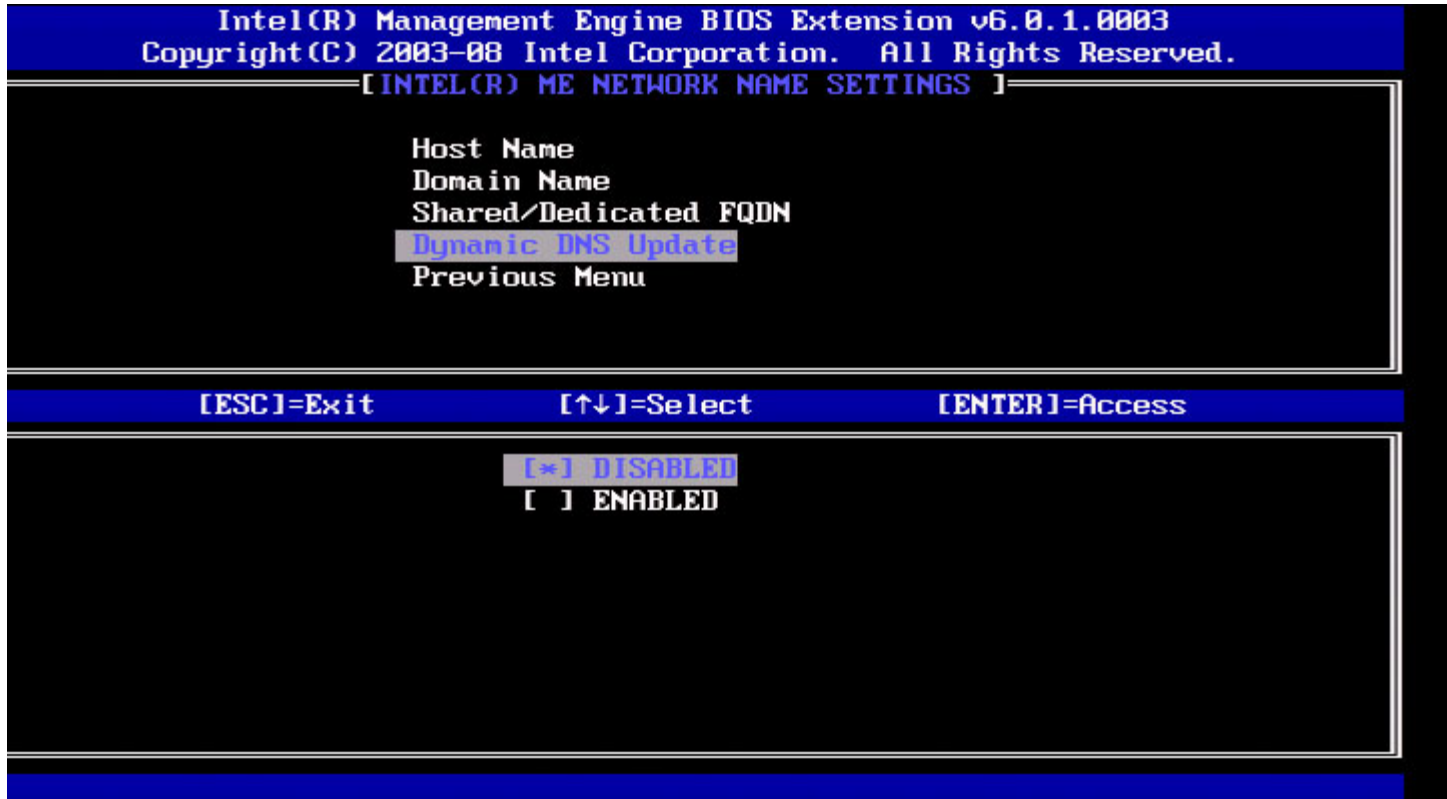 Intel(R) Management Engine BIOS Extension v6.0.1.0003
Copyright(C) 2003-08 Intel Corporation. All Rights Reserved.
[INTEL(R) ME NETWORK NAME SETTINGS ]
Host Name
Domain Name
Shared/Dedicated FQDN
Dynamic DNS Update
Previous Menu
[ESC]=Exit [↑↓]=Select [ENTER]=Access
[*] DISABLED
[ ] ENABLED